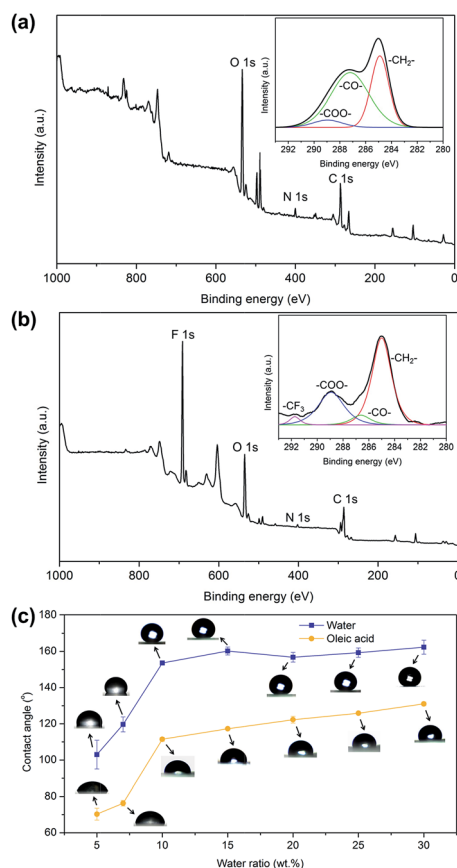 (a)
O 1s
N 1s
C 1s
Intensity (a.u.)
1000 800 600 400 200 0
Binding energy (eV)
-CO-
-CH₂-
-COO-
Intensity (a.u.)
292 290 288 286 284 282 280
Binding energy (eV)
(b)
F 1s
O 1s
N 1s
C 1s
Intensity (a.u.)
1000 800 600 400 200 0
Binding energy (eV)
-CH₂-
-COO-
-CF₃
-CO-
Intensity (a.u.)
292 290 288 286 284 282 280
Binding energy (eV)
(c)
Water
Oleic acid
Contact angle (°)
180
160
140
120
100
80
60
5 10 15 20 25 30
Water ratio (wt.%)